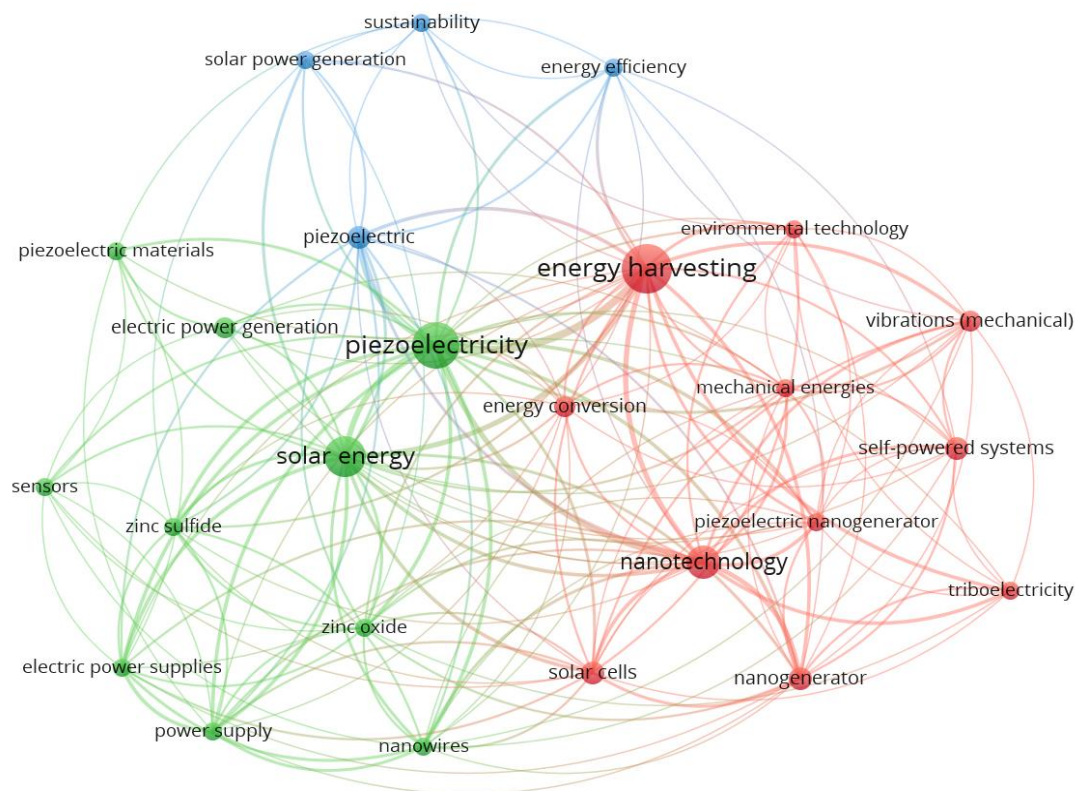 sustainability
solar power generation
energy efficiency
environmental technology
piezoelectric
piezoelectric materials
energy harvesting
vibrations (mechanical)
electric power generation
piezoelectricity
mechanical energies
energy conversion
self-powered systems
solar energy
sensors
zinc sulfide
piezoelectric nanogenerator
nanotechnology
triboelectricity
zinc oxide
electric power supplies
solar cells
nanogenerator
power supply
nanowires